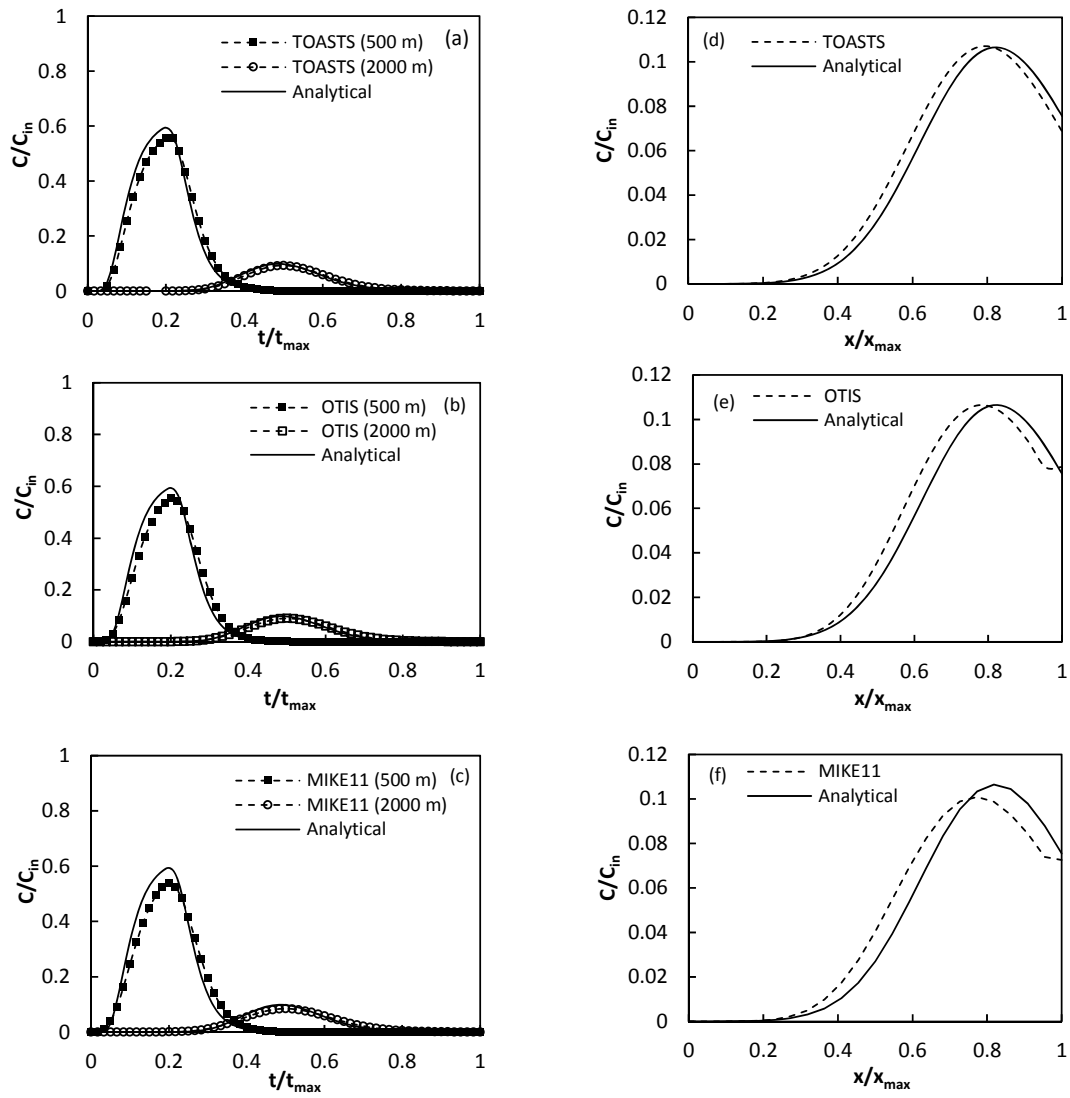 TOASTS (500 m)
TOASTS (2000 m)
Analytical
(a)
C/Cin
1
0.8
0.6
0.4
0.2
0
0 0.2 0.4 0.6 0.8 1
t/tmax
(d)
TOASTS
Analytical
C/Cin
0.12
0.1
0.08
0.06
0.04
0.02
0
0 0.2 0.4 0.6 0.8 1
x/xmax
OTIS (500 m)
OTIS (2000 m)
Analytical
(b)
C/Cin
1
0.8
0.6
0.4
0.2
0
0 0.2 0.4 0.6 0.8 1
t/tmax
(e)
OTIS
Analytical
C/Cin
0.12
0.1
0.08
0.06
0.04
0.02
0
0 0.2 0.4 0.6 0.8 1
x/xmax
MIKE11 (500 m)
MIKE11 (2000 m)
Analytical
(c)
C/Cin
1
0.8
0.6
0.4
0.2
0
0 0.2 0.4 0.6 0.8 1
t/tmax
(f)
MIKE11
Analytical
C/Cin
0.12
0.1
0.08
0.06
0.04
0.02
0
0 0.2 0.4 0.6 0.8 1
x/xmax